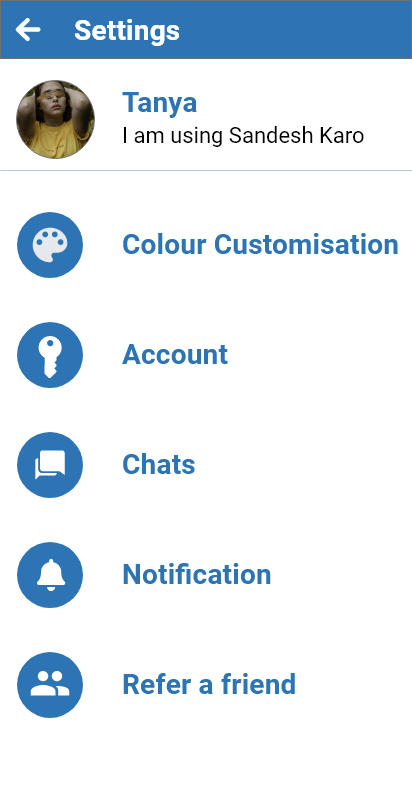 Settings
Tanya
I am using Sandesh Karo
Colour Customisation
Account
Chats
Notification
Refer a friend